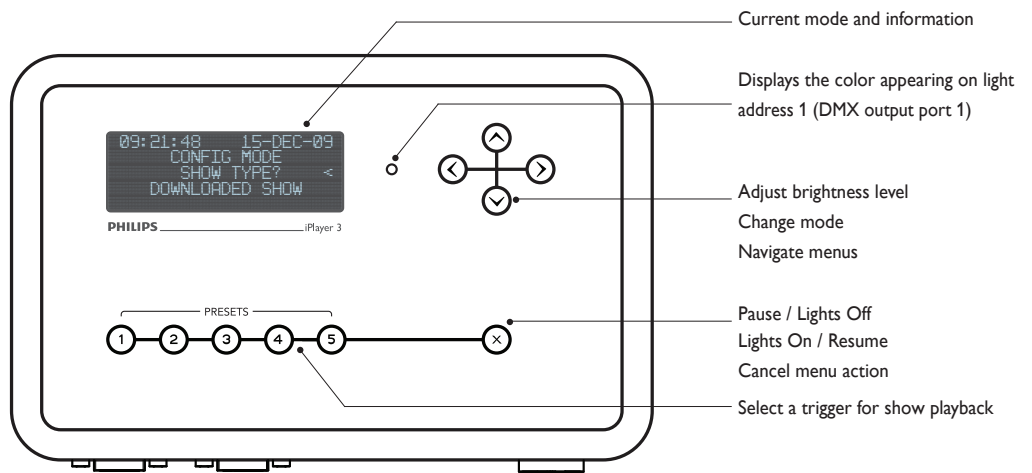 Current mode and information
Displays the color appearing on light
address 1 (DMX output port 1)
09:21:48 15-DEC-09
CONFIG MODE
SHOW TYPE? <
DOWNLOADED SHOW
PHILIPS iPlayer 3
Adjust brightness level
Change mode
Navigate menus
PRESETS
1 2 3 4 5 X
Pause / Lights Off
Lights On / Resume
Cancel menu action
Select a trigger for show playback